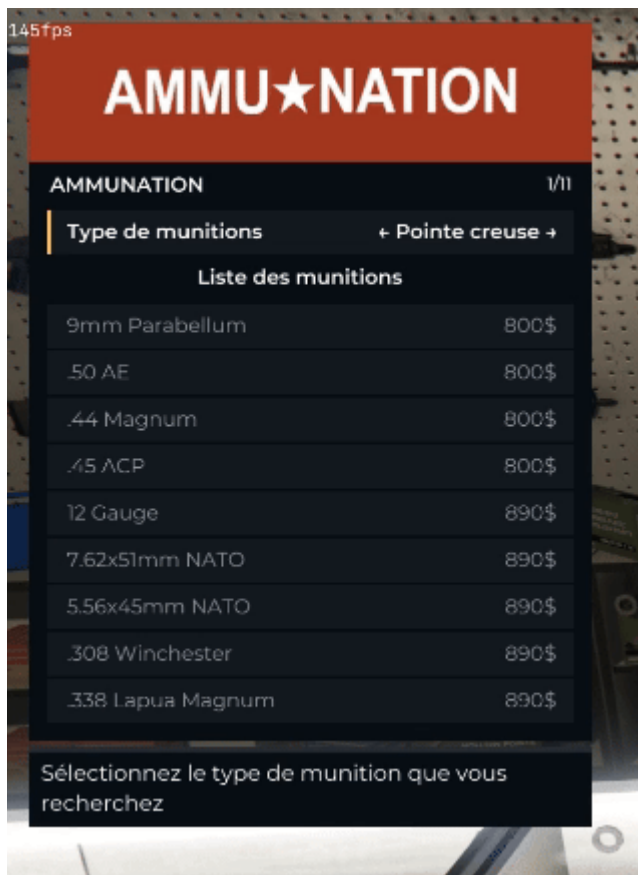 145fps
AMMU★NATION
AMMUNATION 1/11
Type de munitions ← Pointe creuse →
Liste des munitions
9mm Parabellum 800$
.50 AE 800$
.44 Magnum 800$
.45 ACP 800$
12 Gauge 890$
7.62x51mm NATO 890$
5.56x45mm NATO 890$
.308 Winchester 890$
.338 Lapua Magnum 890$
Sélectionnez le type de munition que vous
recherchez